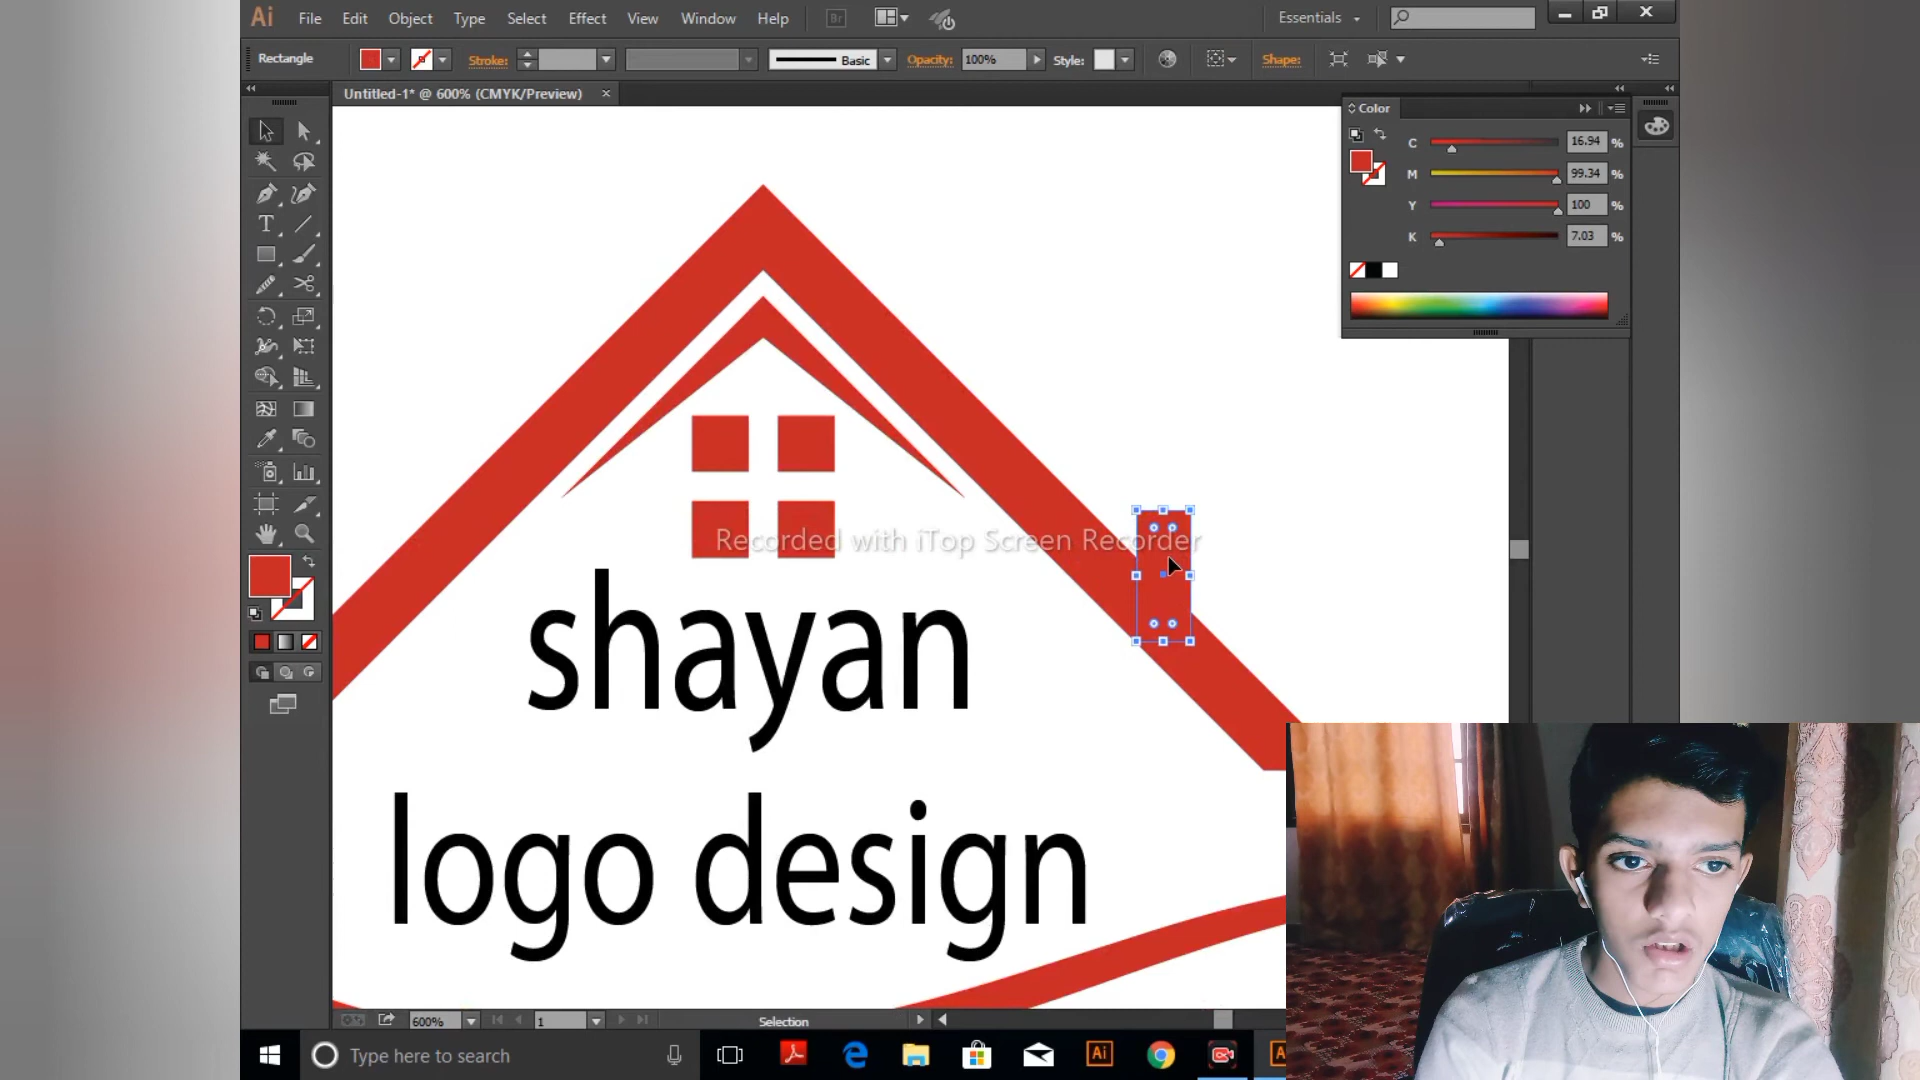 Ai File Edit Object Type Select Effect View Window Help Br Essentials
Rectangle Stroke: Basic Opacity: 100% Style: Shape:
Untitled-1* @ 600% (CMYK/Preview)
Color
C 16.94 %
M 99.34 %
Y 100 %
K 7.03 %
Recorded with iTop Screen Recorder
shayan
logo design
600% 1 Selection
Type here to search
Ai